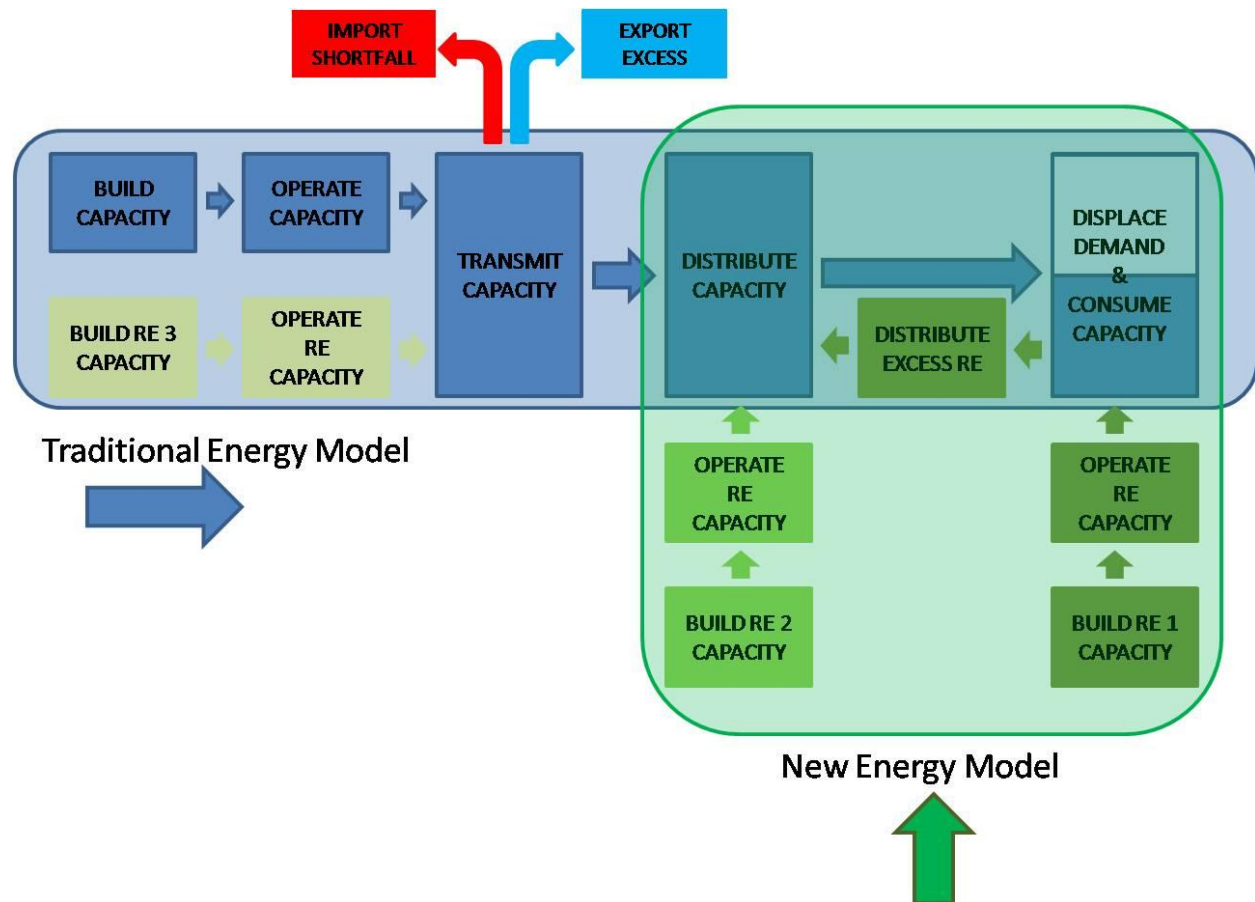 IMPORT
SHORTFALL
EXPORT
EXCESS
BUILD
CAPACITY
OPERATE
CAPACITY
TRANSMIT
CAPACITY
DISTRIBUTE
CAPACITY
DISPLACE
DEMAND
&
CONSUME
CAPACITY
BUILD RE 3
CAPACITY
OPERATE
RE
CAPACITY
DISTRIBUTE
EXCESS RE
Traditional Energy Model
OPERATE
RE
CAPACITY
OPERATE
RE
CAPACITY
BUILD RE 2
CAPACITY
BUILD RE 1
CAPACITY
New Energy Model